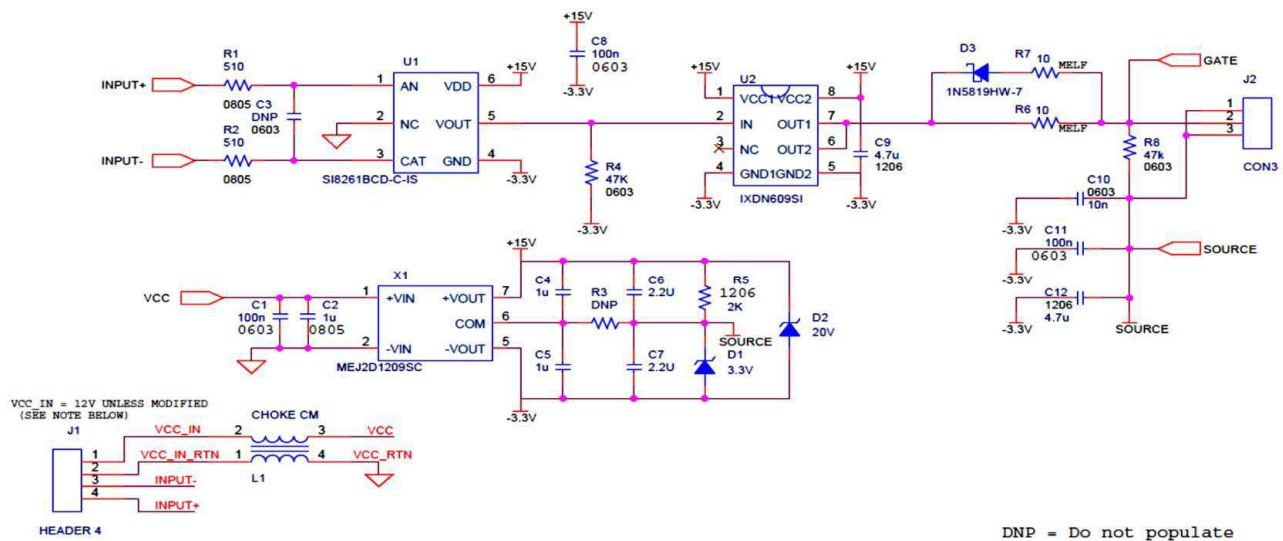 R1
510
INPUT+
0805
C3
DNP
0603
R2
510
INPUT-
0805
U1
1 AN VDD 6
+15V
2 NC VOUT 5
3 CAT GND 4
-3.3V
SI8261BCD-C-IS
+15V
C8
100n
0603
-3.3V
R4
47K
0603
-3.3V
+15V
U2
+15V
1 VCC1 VCC2 8
2 IN OUT1 7
3 NC OUT2 6
4 GND1 GND2 5
-3.3V
IXDN609SI
C9
4.7u
1206
-3.3V
D3
1N5819HW-7
R7 10
MELF
R6 10
MELF
GATE
J2
1
2
3
CON3
R8
47k
0603
C10
0603
10n
-3.3V
C11
100n
0603
-3.3V
SOURCE
C12
1206
4.7u
-3.3V
SOURCE
VCC
C1
100n
0603
C2
1u
0805
X1
1 +VIN +VOUT 7
COM 6
2 -VIN -VOUT 5
MEJ2D1209SC
+15V
C4
1u
C5
1u
R3
DNP
C6
2.2U
C7
2.2U
R5
1206
2K
SOURCE
D1
3.3V
D2
20V
-3.3V
VCC_IN = 12V UNLESS MODIFIED
(SEE NOTE BELOW)
J1
1
2
3
4
HEADER 4
VCC_IN
VCC_IN_RTN
INPUT-
INPUT+
CHOKE CM
2 3
1 4
L1
VCC
VCC_RTN
DNP = Do not populate